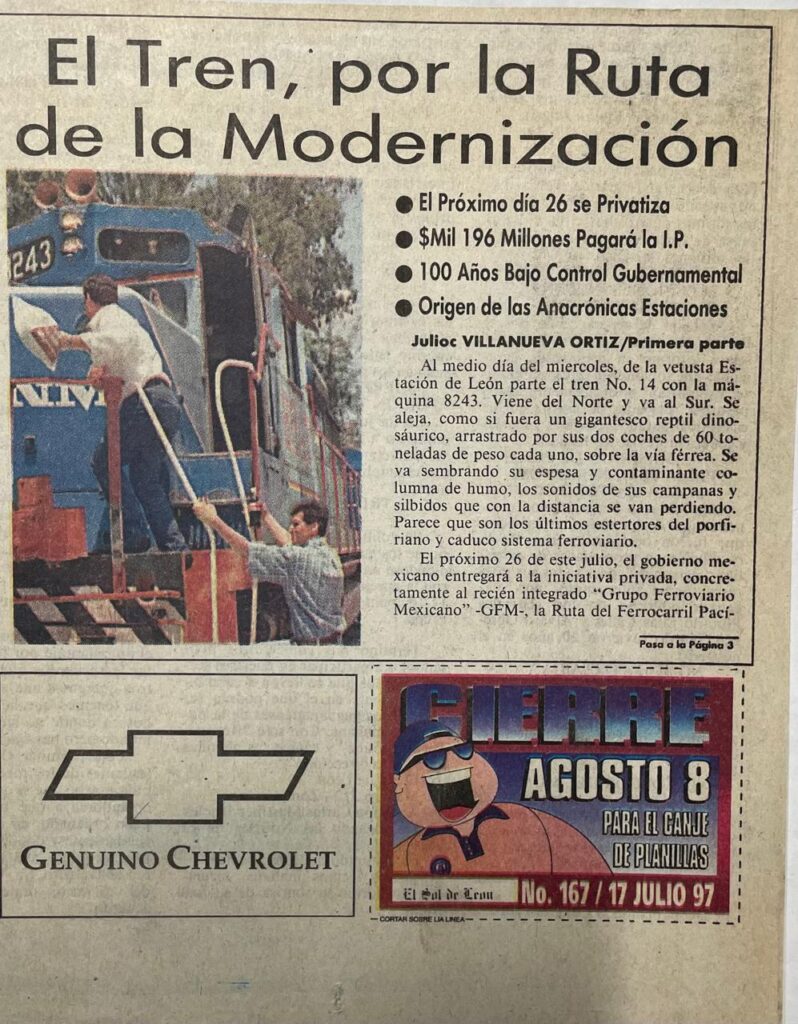 El Tren, por la Ruta
de la Modernización
8243
NM
● El Próximo día 26 se Privatiza
● $Mil 196 Millones Pagará la I.P.
● 100 Años Bajo Control Gubernamental
● Origen de las Anacrónicas Estaciones
Julioc VILLANUEVA ORTIZ/Primera parte
Al medio día del miercoles, de la vetusta Es-
tación de León parte el tren No. 14 con la má-
quina 8243. Viene del Norte y va al Sur. Se
aleja, como si fuera un gigantesco reptil dino-
sáurico, arrastrado por sus dos coches de 60 to-
neladas de peso cada uno, sobre la vía férrea. Se
va sembrando su espesa y contaminante co-
lumna de humo, los sonidos de sus campanas y
silbidos que con la distancia se van perdiendo.
Parece que son los últimos estertores del porfi-
riano y caduco sistema ferroviario.
El próximo 26 de este julio, el gobierno me-
xicano entregará a la iniciativa privada, concre-
tamente al recién integrado “Grupo Ferroviario
Mexicano” -GFM-, la Ruta del Ferrocarril Pací-
Pasa a la Página 3
GENUINO CHEVROLET
CIERRE
AGOSTO 8
PARA EL CANJE
DE PLANILLAS
El Sol de León
No. 167 / 17 JULIO 97
CORTAR SOBRE LIA LINEA